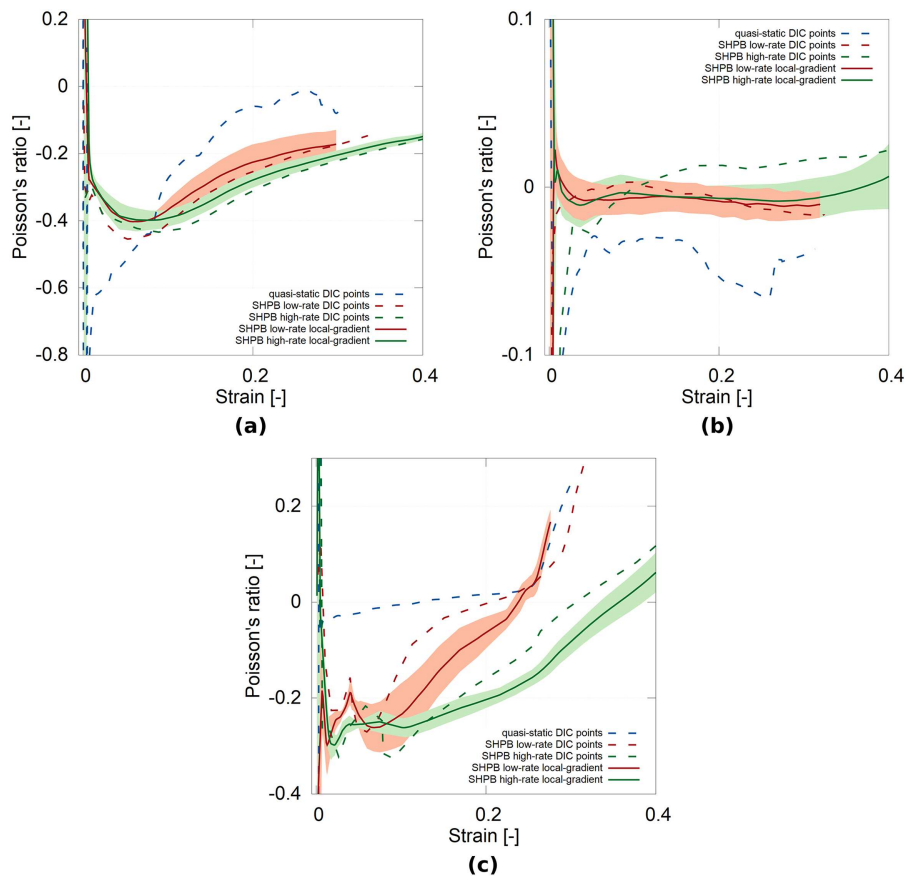 (a)
0.2
0
-0.2
-0.4
-0.6
-0.8
Poisson's ratio [-]
quasi-static DIC points
SHPB low-rate DIC points
SHPB high-rate DIC points
SHPB low-rate local-gradient
SHPB high-rate local-gradient
0 0.2 0.4
Strain [-]
(a)
0.1
0
-0.1
Poisson's ratio [-]
quasi-static DIC points
SHPB low-rate DIC points
SHPB high-rate DIC points
SHPB low-rate local-gradient
SHPB high-rate local-gradient
0 0.2 0.4
Strain [-]
(b)
0.2
0
-0.2
-0.4
Poisson's ratio [-]
quasi-static DIC points
SHPB low-rate DIC points
SHPB high-rate DIC points
SHPB low-rate local-gradient
SHPB high-rate local-gradient
0 0.2 0.4
Strain [-]
(c)